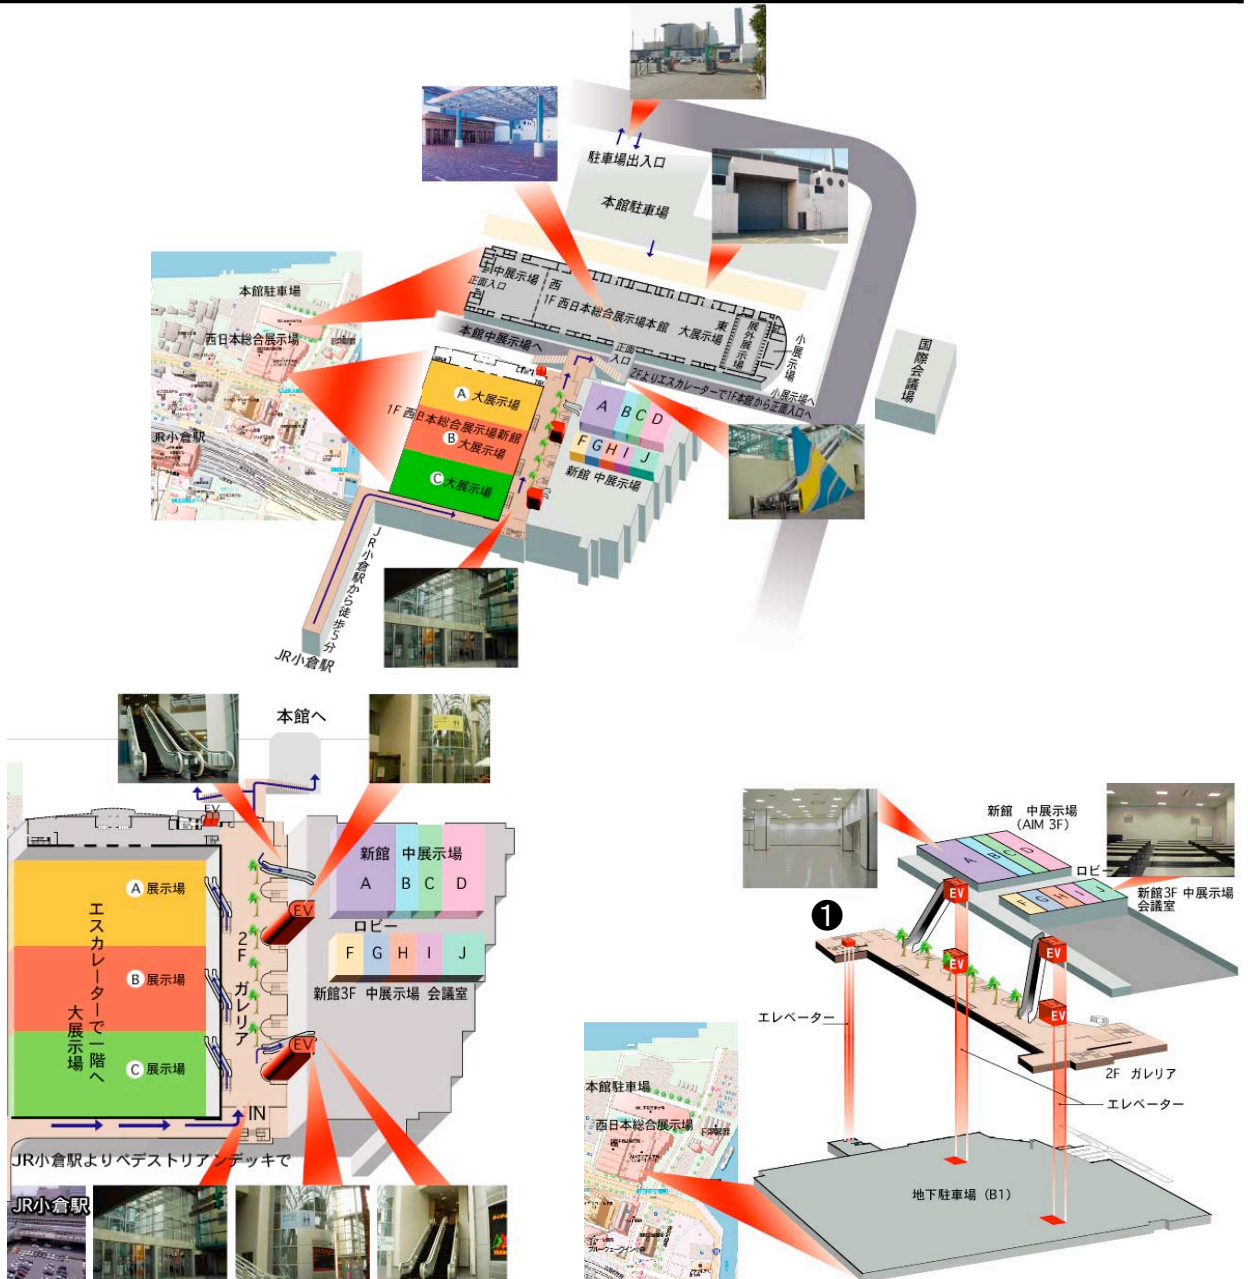 駐車場出入口
本館駐車場
中展示場
正面入口
西
1F 西日本総合展示場本館 大展示場
東
展示場
屋外展示場
小展示場
正面入口
本館中展示場へ
2Fよりエスカレーターで1F本館から正面入口へ
小展示場へ
国際会議場
本館駐車場
西日本総合展示場
JR小倉駅
A 大展示場
1F 西日本総合展示場新館
B 大展示場
C 大展示場
A B C D
F G H I J
新館 中展示場
JR小倉駅から徒歩5分
JR小倉駅
本館へ
EV
A 展示場
B 展示場
C 展示場
エスカレーターで一階へ
大展示場
2F ガレリア
EV
EV
新館 中展示場
A B C D
ロビー
F G H I J
新館3F 中展示場 会議室
IN
JR小倉駅よりペデストリアンデッキで
JR小倉駅
新館 中展示場
(AIM 3F)
A B C D
ロビー
F G H I J
新館3F 中展示場
会議室
❶
EV
EV
EV
EV
エレベーター
2F ガレリア
エレベーター
地下駐車場 (B1)
本館駐車場
西日本総合展示場